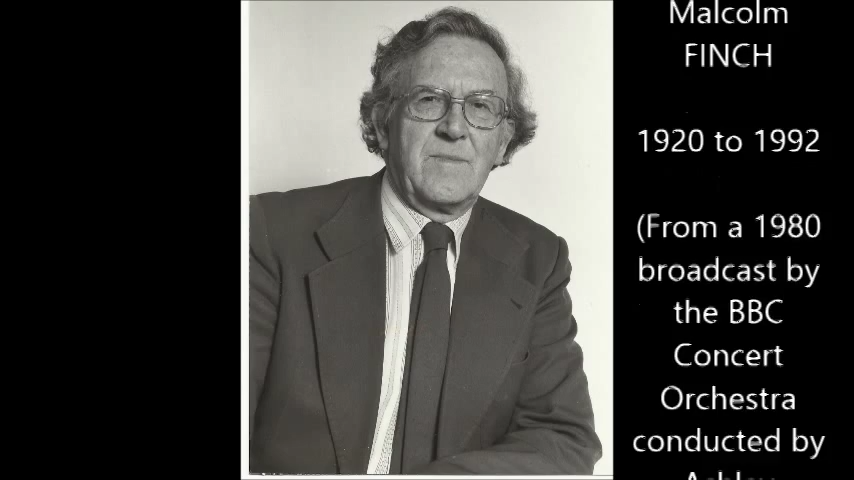 Malcolm
FINCH
1920 to 1992
(From a 1980
broadcast by
the BBC
Concert
Orchestra
conducted by